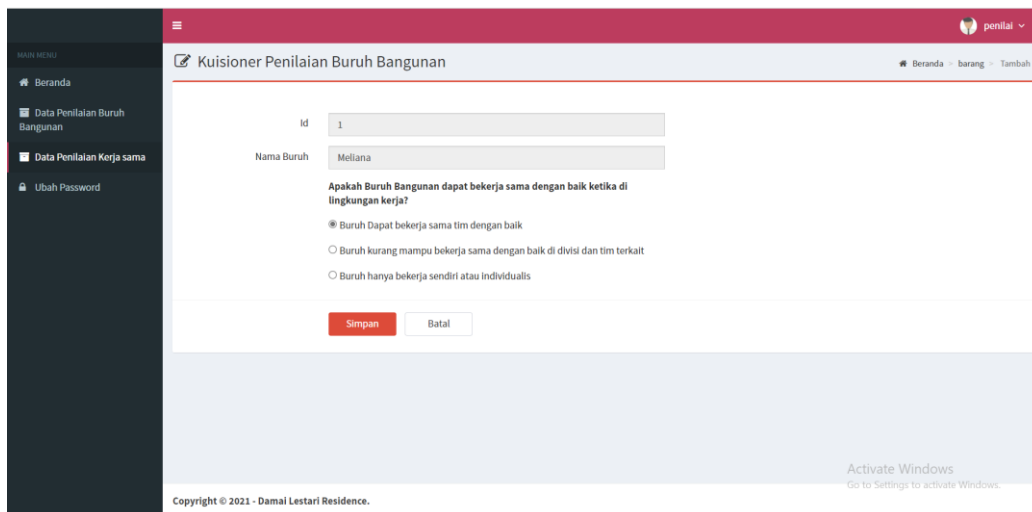 penilai
MAIN MENU
Beranda
Data Penilaian Buruh
Bangunan
Data Penilaian Kerja sama
Ubah Password
Kuisioner Penilaian Buruh Bangunan
Beranda > barang > Tambah
Id
1
Nama Buruh
Meliana
Apakah Buruh Bangunan dapat bekerja sama dengan baik ketika di
lingkungan kerja?
Buruh Dapat bekerja sama tim dengan baik
Buruh kurang mampu bekerja sama dengan baik di divisi dan tim terkait
Buruh hanya bekerja sendiri atau individualis
Simpan
Batal
Activate Windows
Go to Settings to activate Windows.
Copyright © 2021 - Damai Lestari Residence.